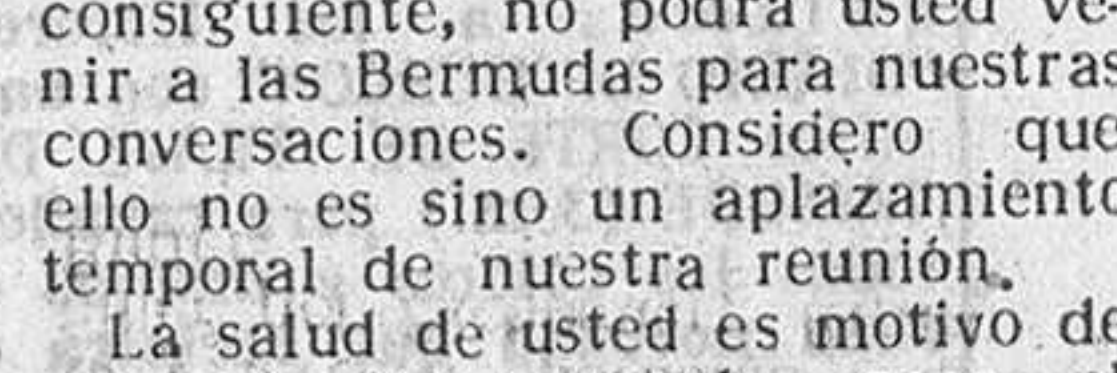 consiguiente, no podrá usted ve-
nir a las Bermudas para nuestras
conversaciones. Considero que
ello no es sino un aplazamiento
temporal de nuestra reunión.
La salud de usted es motivo de